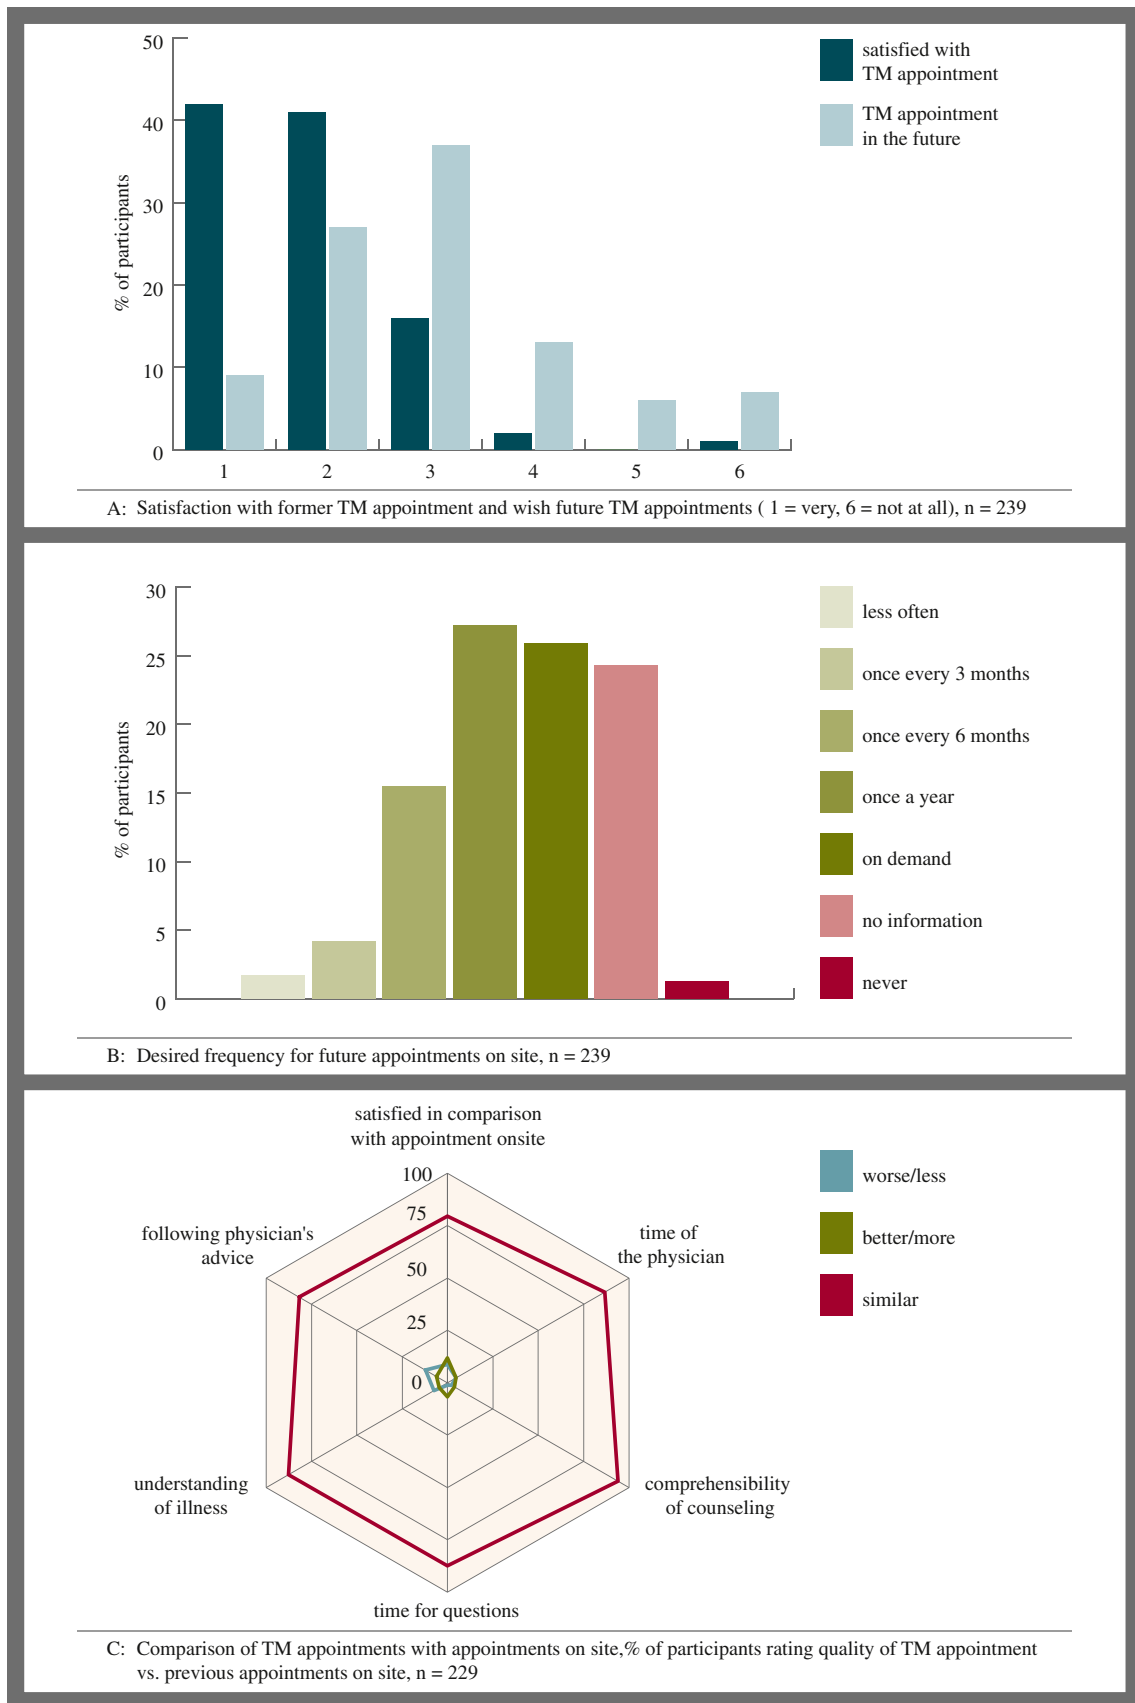 50
40
30
20
10
0
% of participants
1 2 3 4 5 6
satisfied with
TM appointment
TM appointment
in the future
A: Satisfaction with former TM appointment and wish future TM appointments ( 1 = very, 6 = not at all), n = 239
30
25
20
15
10
5
0
% of participants
less often
once every 3 months
once every 6 months
once a year
on demand
no information
never
B: Desired frequency for future appointments on site, n = 239
satisfied in comparison
with appointment onsite
100
75
50
25
0
time of
the physician
comprehensibility
of counseling
time for questions
understanding
of illness
following physician's
advice
worse/less
better/more
similar
C: Comparison of TM appointments with appointments on site,% of participants rating quality of TM appointment
vs. previous appointments on site, n = 229